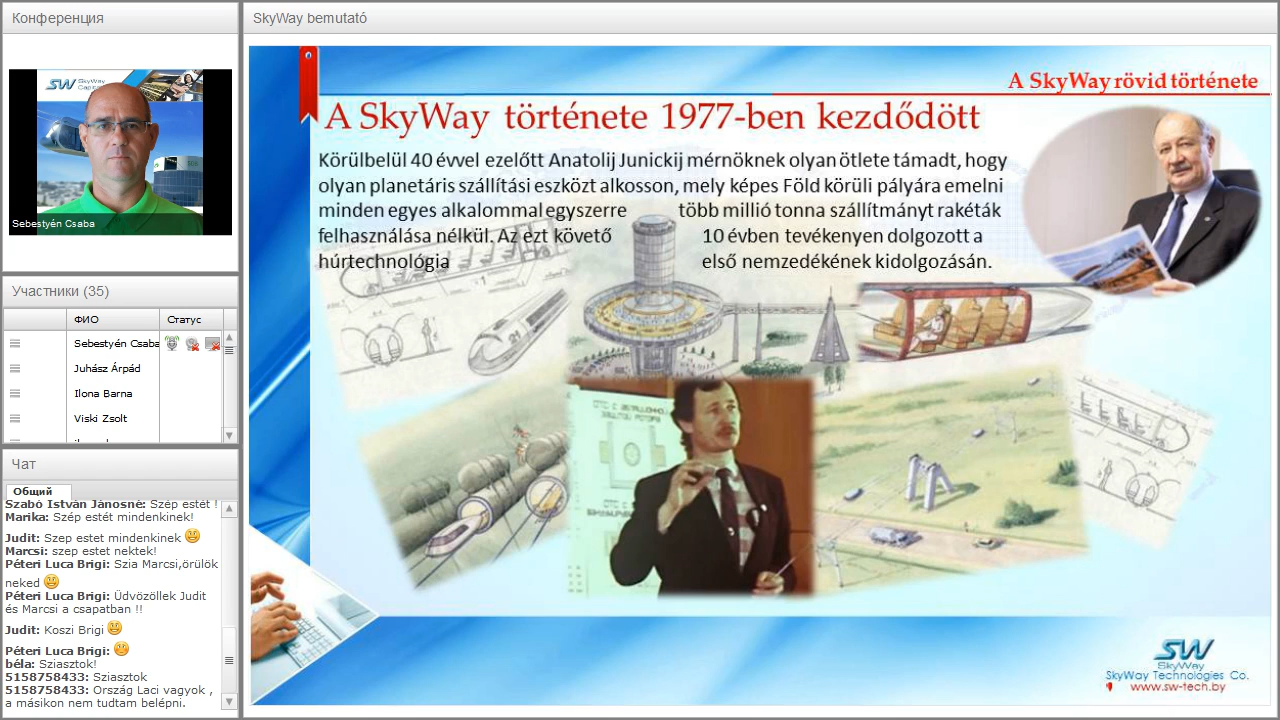 Конференция
SW SkyWay
Sebestyén Csaba
Участники (35)
ФИО
Статус
Sebestyén Csaba
Juhász Árpád
Ilona Barna
Viski Zsolt
Чат
Общий
Szabó István Jánosné: Szép estét !
Marika: Szép estét mindenkinek!
Judit: Szep estet mindenkinek
Marcsi: szep estet nektek!
Péteri Luca Brigi: Szia Marcsi,örülök
neked
Péteri Luca Brigi: Üdvözöllek Judit
és Marcsi a csapatban !!
Judit: Koszi Brigi
Péteri Luca Brigi:
béla: Sziasztok!
5158758433: Sziasztok
5158758433: Ország Laci vagyok ,
a másikon nem tudtam belépni.
SkyWay bemutató
A SkyWay rövid története
A SkyWay története 1977-ben kezdődött
Körülbelül 40 évvel ezelőtt Anatolij Junickij mérnöknek olyan ötlete támadt, hogy
olyan planetáris szállítási eszközt alkosson, mely képes Föld körüli pályára emelni
minden egyes alkalommal egyszerre több millió tonna szállítmányt rakéták
felhasználása nélkül. Az ezt követő 10 évben tevékenyen dolgozott a
húrtechnológia első nemzedékének kidolgozásán.
SW
SkyWay
SkyWay Technologies Co.
www.sw-tech.by